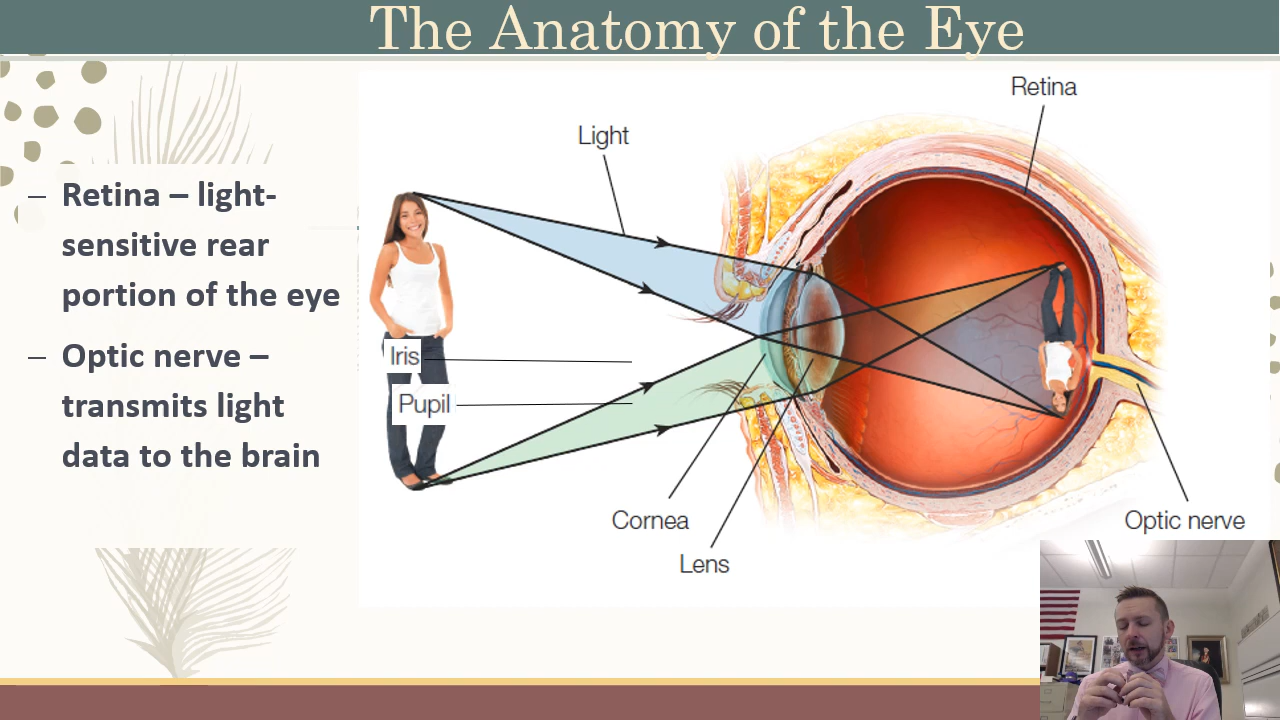 The Anatomy of the Eye
– Retina – light-
sensitive rear
portion of the eye
– Optic nerve –
transmits light
data to the brain
Retina
Light
Iris
Pupil
Cornea
Lens
Optic nerve